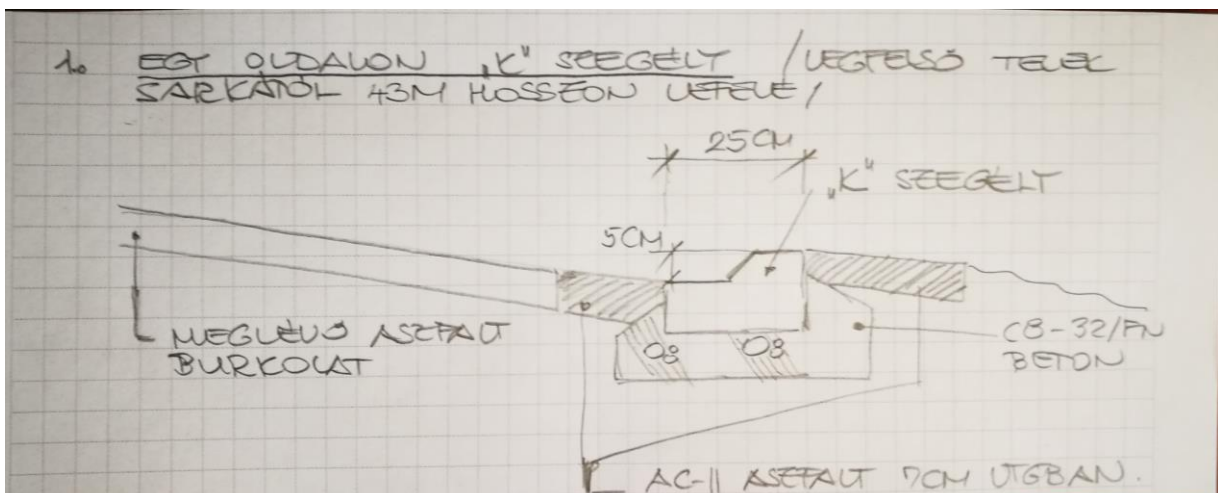 1. EGY OLDALON „K" SZEGÉLY /LEGFELSŐ TELEK
SARKÁTÓL 43M HOSSZON LEFELÉ/
25CM
„K" SZEGÉLY
5CM
MEGLÉVŐ ASZFALT
BURKOLAT
C8-32/FN
BETON
AC-11 ASZFALT 7CM VTGBAN.